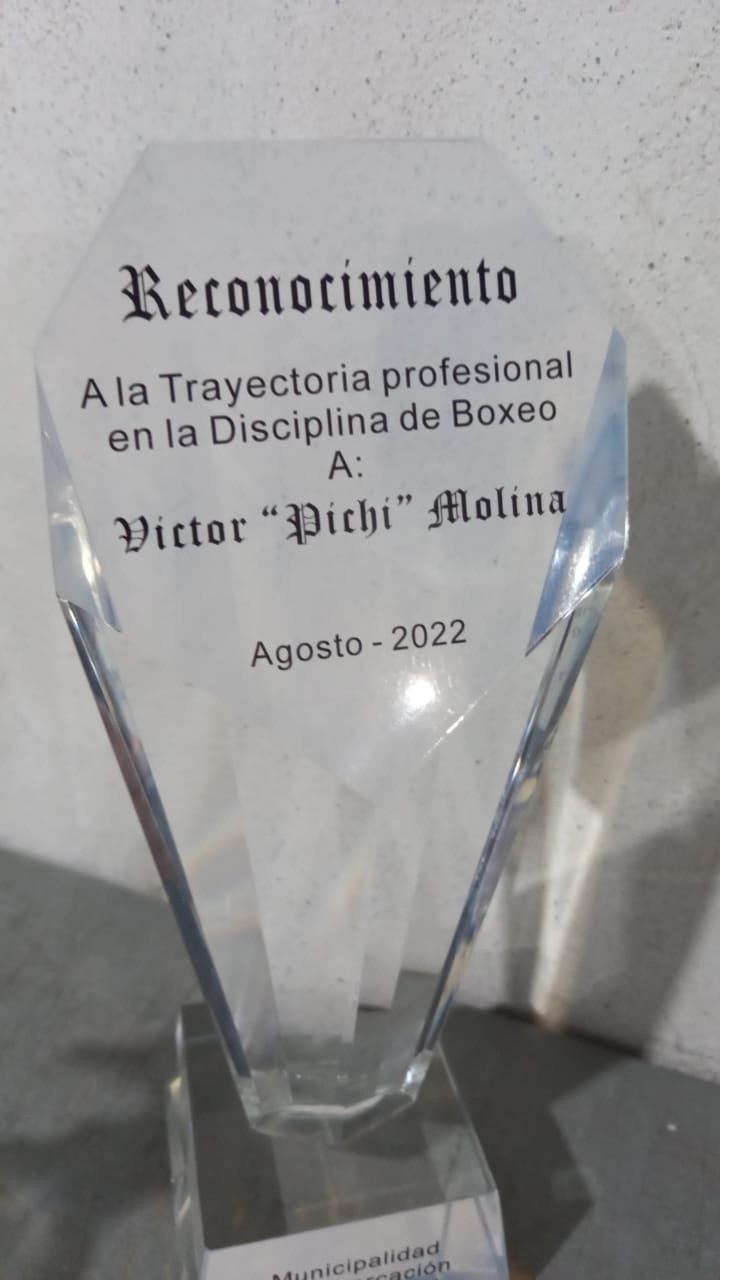 Reconocimiento
A la Trayectoria profesional
en la Disciplina de Boxeo
A:
Victor “Pichi” Molina
Agosto - 2022
Municipalidad